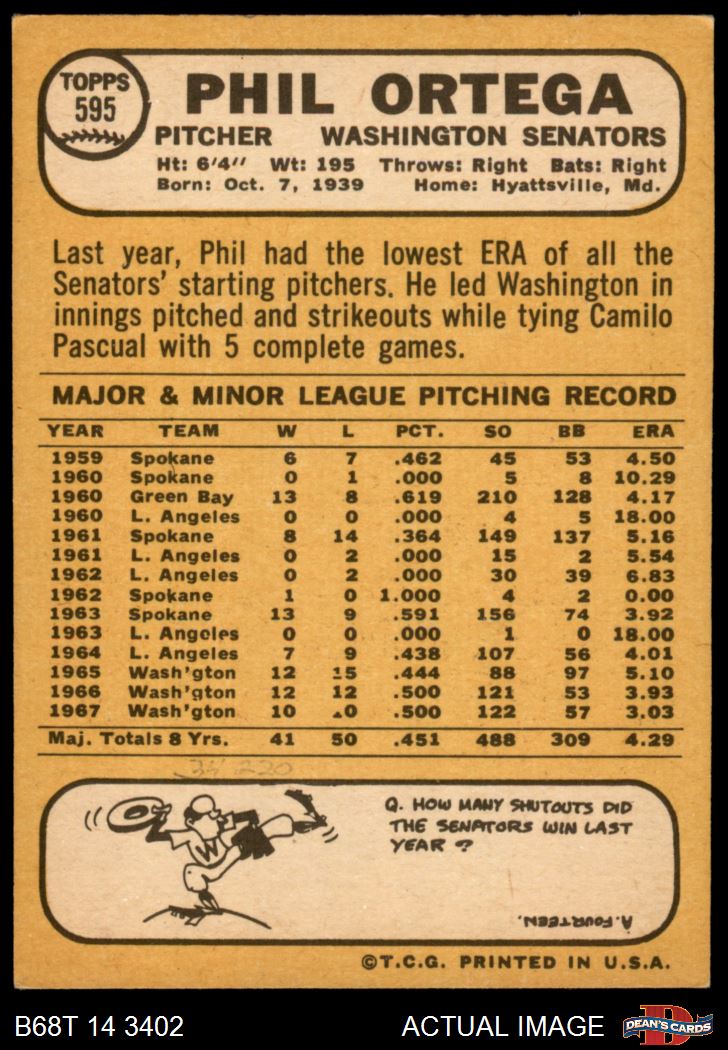 TOPPS
595
PHIL ORTEGA
PITCHER WASHINGTON SENATORS
Ht: 6'4" Wt: 195 Throws: Right Bats: Right
Born: Oct. 7, 1939 Home: Hyattsville, Md.
Last year, Phil had the lowest ERA of all the
Senators' starting pitchers. He led Washington in
innings pitched and strikeouts while tying Camilo
Pascual with 5 complete games.
MAJOR & MINOR LEAGUE PITCHING RECORD
YEAR TEAM W L PCT. SO BB ERA
1959 Spokane 6 7 .462 45 53 4.50
1960 Spokane 0 1 .000 5 8 10.29
1960 Green Bay 13 8 .619 210 128 4.17
1960 L. Angeles 0 0 .000 4 5 18.00
1961 Spokane 8 14 .364 149 137 5.16
1961 L. Angeles 0 2 .000 15 2 5.54
1962 L. Angeles 0 2 .000 30 39 6.83
1962 Spokane 1 0 1.000 4 2 0.00
1963 Spokane 13 9 .591 156 74 3.92
1963 L. Angeles 0 0 .000 1 0 18.00
1964 L. Angeles 7 9 .438 107 56 4.01
1965 Wash'gton 12 15 .444 88 97 5.10
1966 Wash'gton 12 12 .500 121 53 3.93
1967 Wash'gton 10 10 .500 122 57 3.03
Maj. Totals 8 Yrs. 41 50 .451 488 309 4.29
W
Q. HOW MANY SHUTOUTS DID
THE SENATORS WIN LAST
YEAR ?
A. FOURTEEN.
©T.C.G. PRINTED IN U.S.A.
B68T 14 3402 ACTUAL IMAGE
D
DEAN'S CARDS